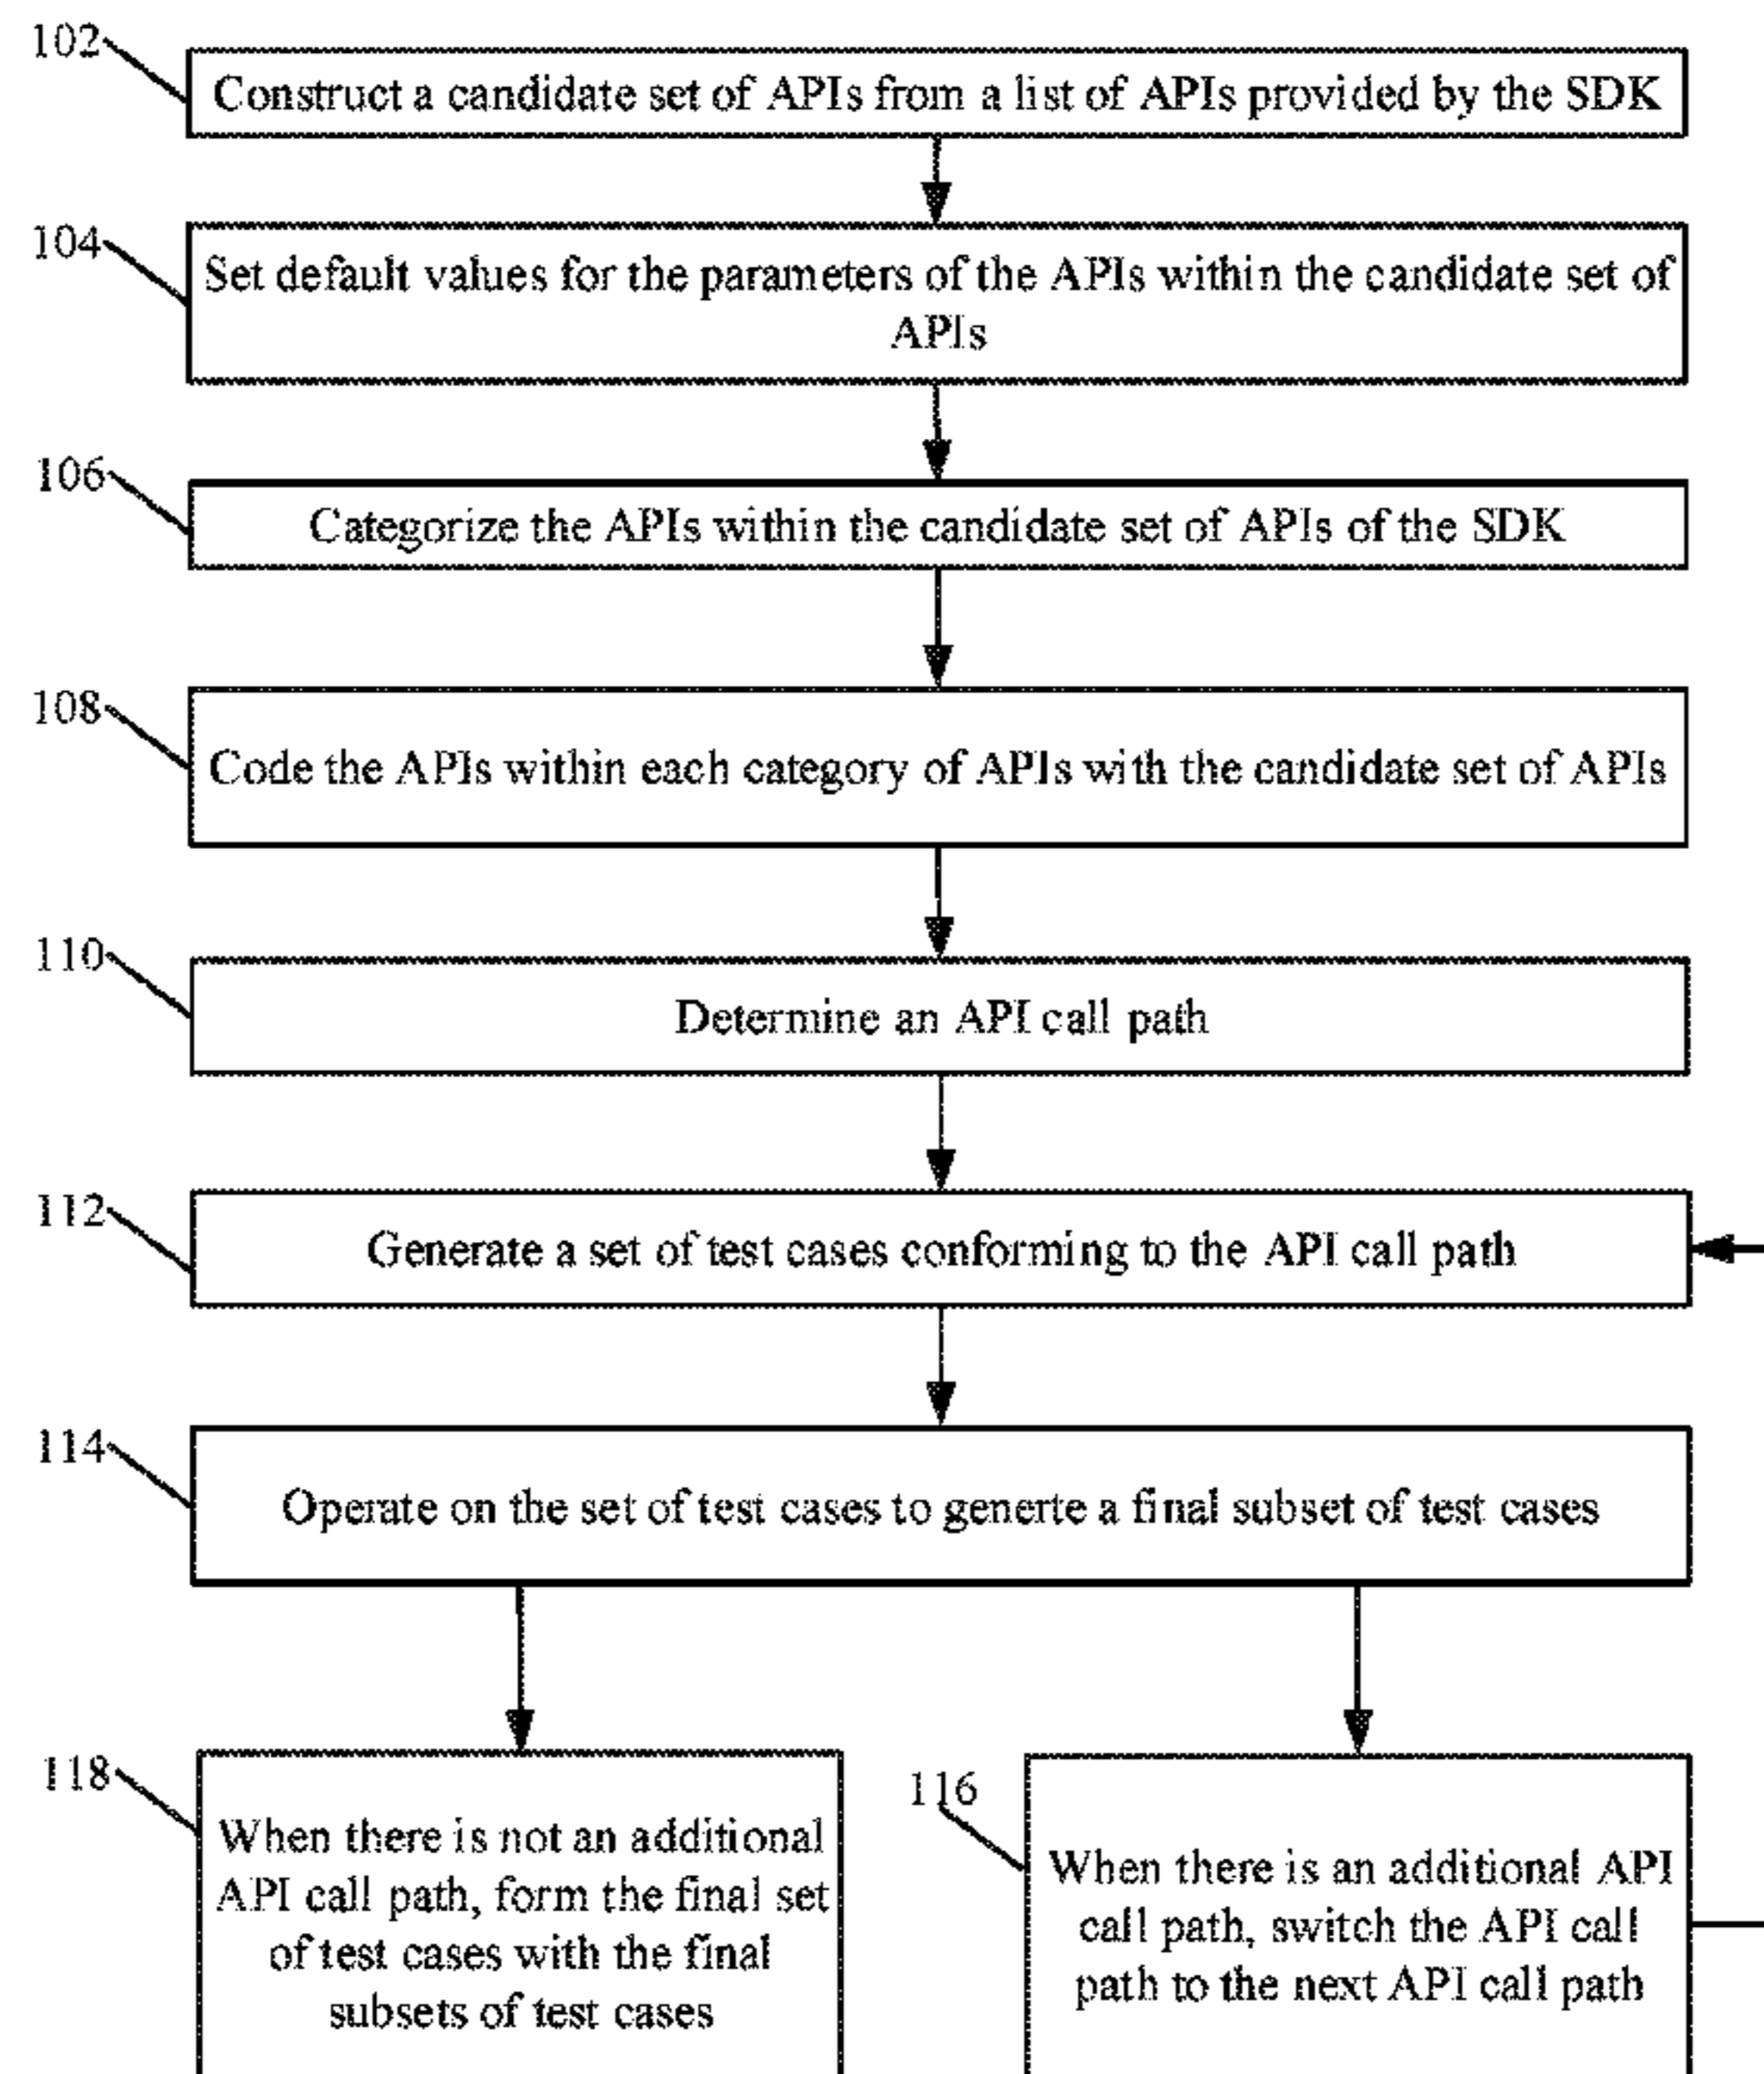 102
Construct a candidate set of APIs from a list of APIs provided by the SDK
104
Set default values for the parameters of the APIs within the candidate set of
APIs
106
Categorize the APIs within the candidate set of APIs of the SDK
108
Code the APIs within each category of APIs with the candidate set of APIs
110
Determine an API call path
112
Generate a set of test cases conforming to the API call path
114
Operate on the set of test cases to generte a final subset of test cases
118
When there is not an additional
API call path, form the final set
of test cases with the final
subsets of test cases
116
When there is an additional API
call path, switch the API call
path to the next API call path